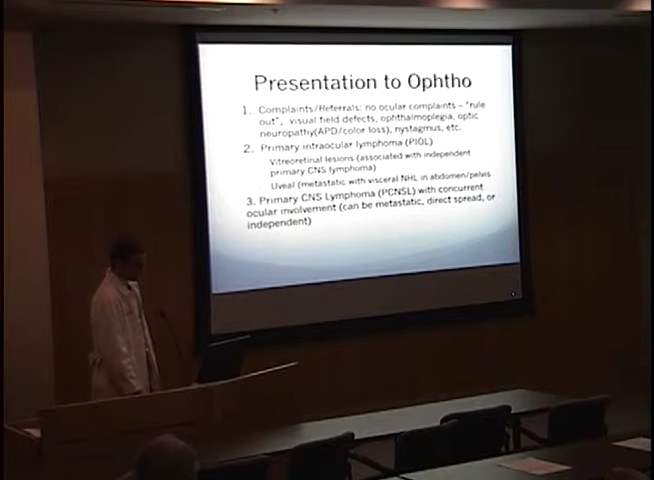 Presentation to Ophtho
1. Complaints/Referrals: no ocular complaints – "rule
out", visual field defects, ophthalmoplegia, optic
neuropathy(APD/color loss), nystagmus, etc.
2. Primary intraocular lymphoma (PIOL)
Vitreoretinal lesions (associated with independent
primary CNS lymphoma)
Uveal (metastatic with visceral NHL in abdomen/pelvis
3. Primary CNS Lymphoma (PCNSL) with concurrent
ocular involvement (can be metastatic, direct spread, or
independent)